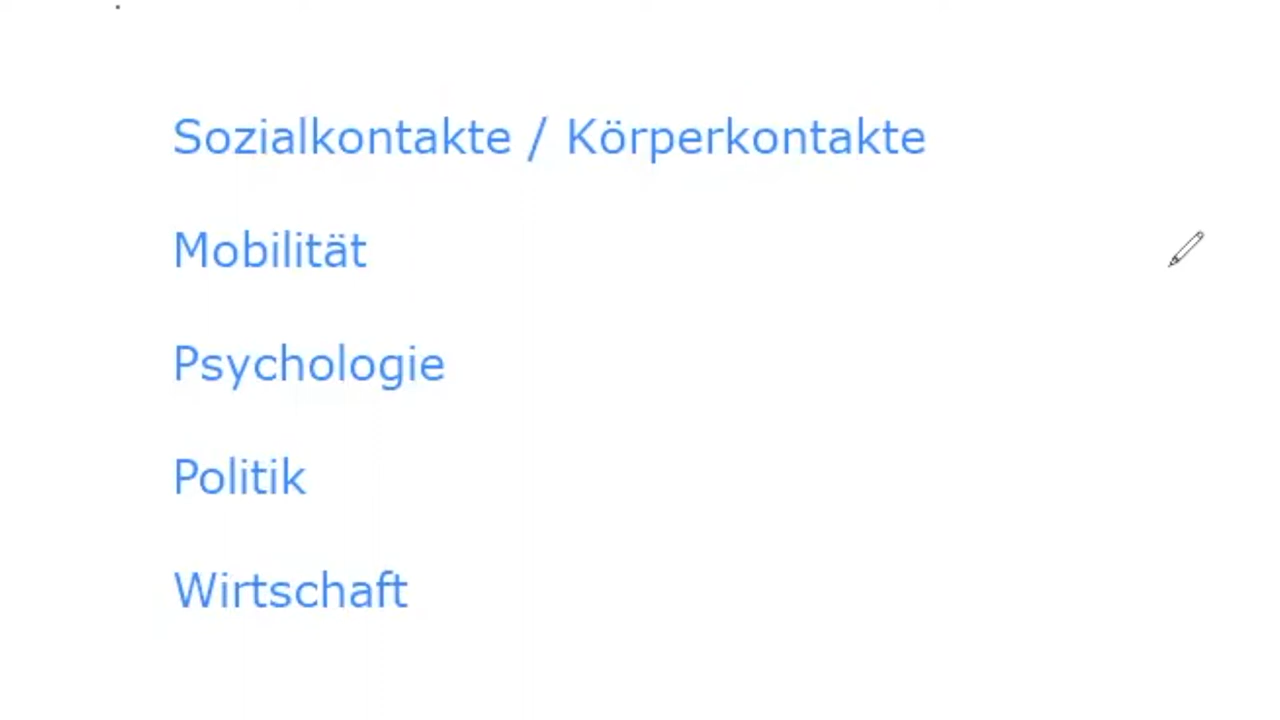 Sozialkontakte / Körperkontakte
Mobilität
Psychologie
Politik
Wirtschaft